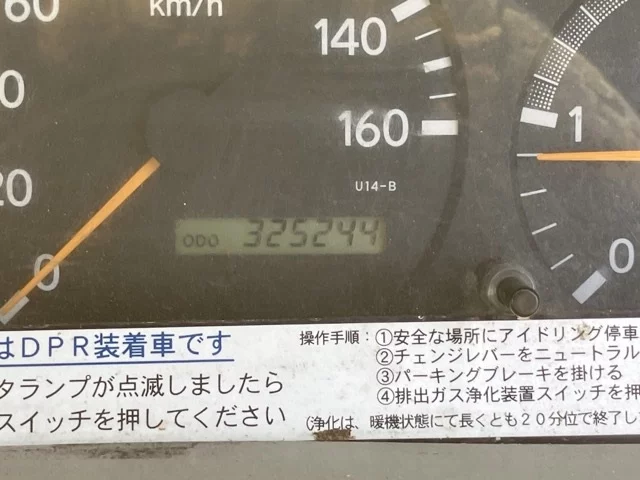 60 km/h
140
160
20
0
U14-B
ODO 325244
1
0
はDPR装着車です
タランプが点滅しましたら
スイッチを押してください
操作手順：①安全な場所にアイドリング停車
②チェンジレバーをニュートラル
③パーキングブレーキを掛ける
④排出ガス浄化装置スイッチを押
（浄化は、暖機状態にて長くとも20分位で終了し